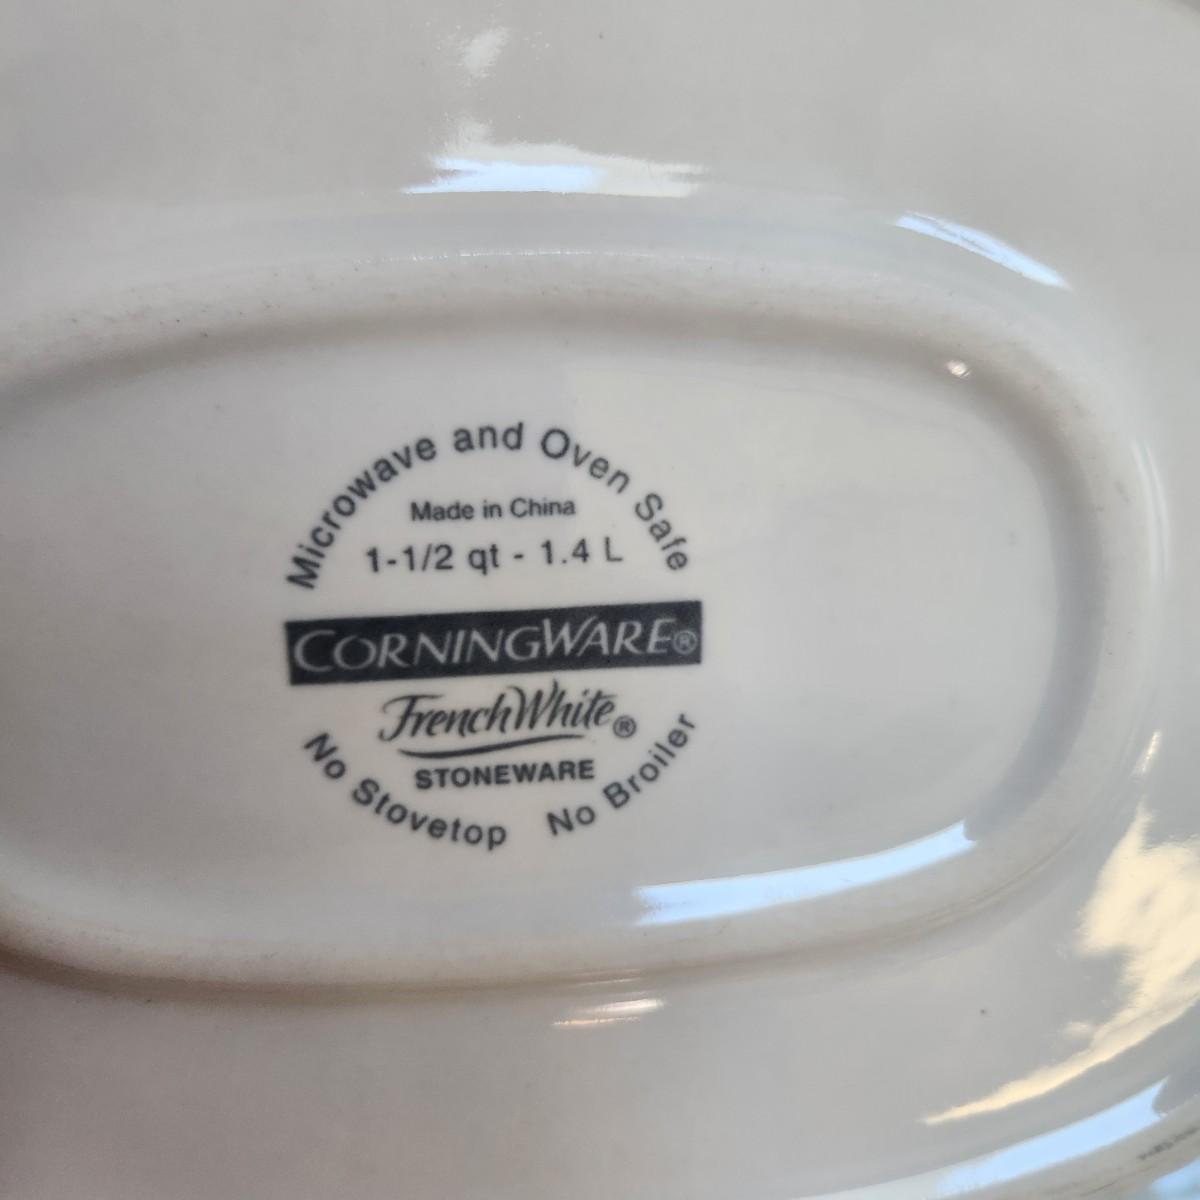 Microwave and Oven Safe
Made in China
1-1/2 qt - 1.4 L
CORNINGWARE®
French White®
STONEWARE
No Stovetop No Broiler